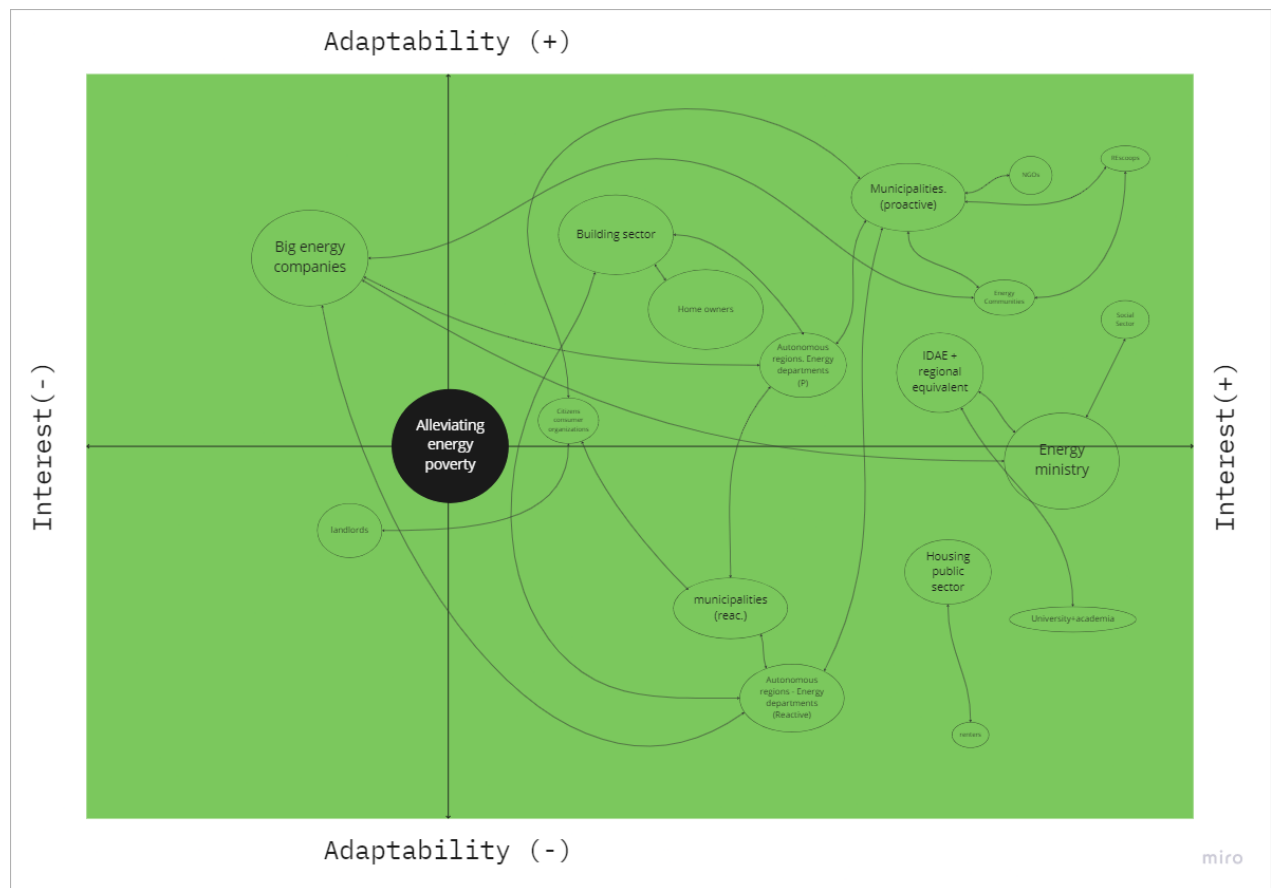 Adaptability (+)
Municipalities.
(proactive)
NGOs
REscoops
Building sector
Big energy
companies
Home owners
Energy
Communities
Social
Sector
Autonomous
regions. Energy
departments
(P)
IDAE +
regional
equivalent
Interest(-)
Alleviating
energy
poverty
Citizens
consumer
organizations
Energy
ministry
Interest(+)
landlords
Housing
public
sector
municipalities
(reac.)
University+academia
Autonomous
regions - Energy
departments
(Reactive)
renters
Adaptability (-)
miro